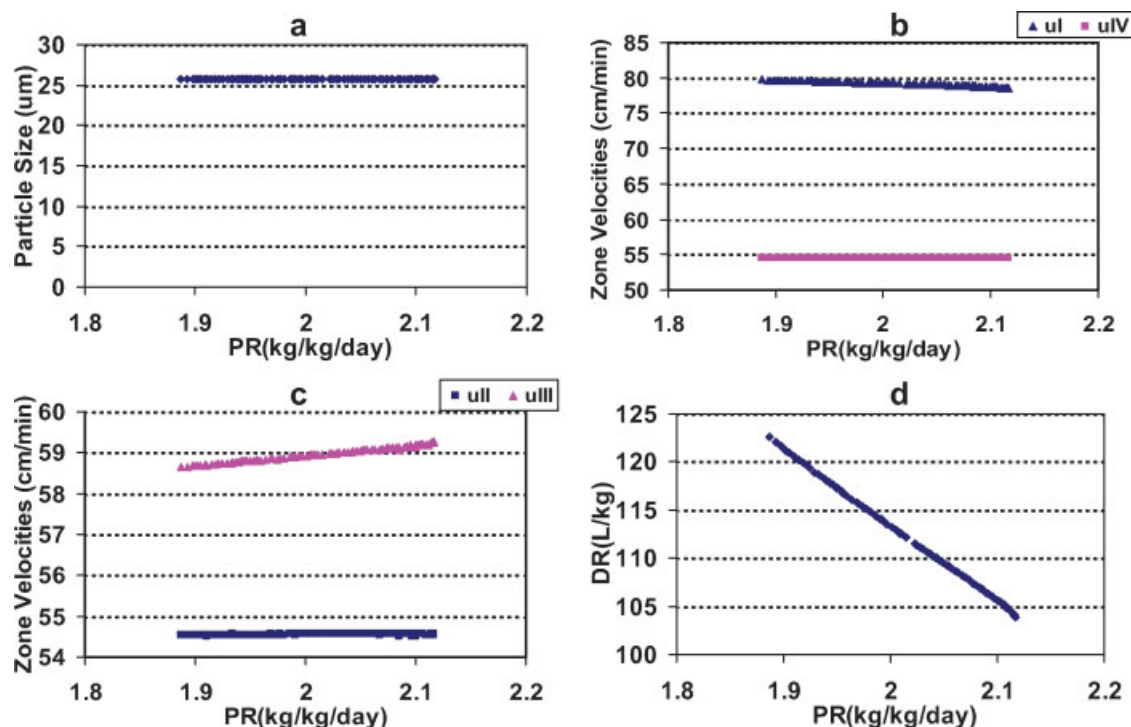 a
30
25
20
15
10
5
0
Particle Size (um)
1.8 1.9 2 2.1 2.2
PR(kg/kg/day)
b
uI uIV
85
80
75
70
65
60
55
50
Zone Velocities (cm/min)
1.8 1.9 2 2.1 2.2
PR(kg/kg/day)
c
uII uIII
60
59
58
57
56
55
54
Zone Velocities (cm/min)
1.8 1.9 2 2.1 2.2
PR(kg/kg/day)
d
125
120
115
110
105
100
DR(L/kg)
1.8 1.9 2 2.1 2.2
PR(kg/kg/day)